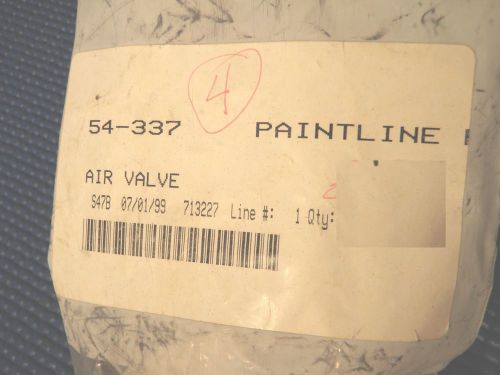 4
54-337 PAINTLINE
AIR VALVE
S47B 07/01/99 713227 Line #: 1 Qty: